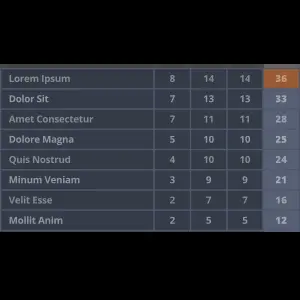 Lorem Ipsum 8 14 14 36
Dolor Sit 7 13 13 33
Amet Consectetur 7 11 11 28
Dolore Magna 5 10 10 25
Quis Nostrud 4 10 10 24
Minum Veniam 3 9 9 21
Velit Esse 2 7 7 16
Mollit Anim 2 5 5 12